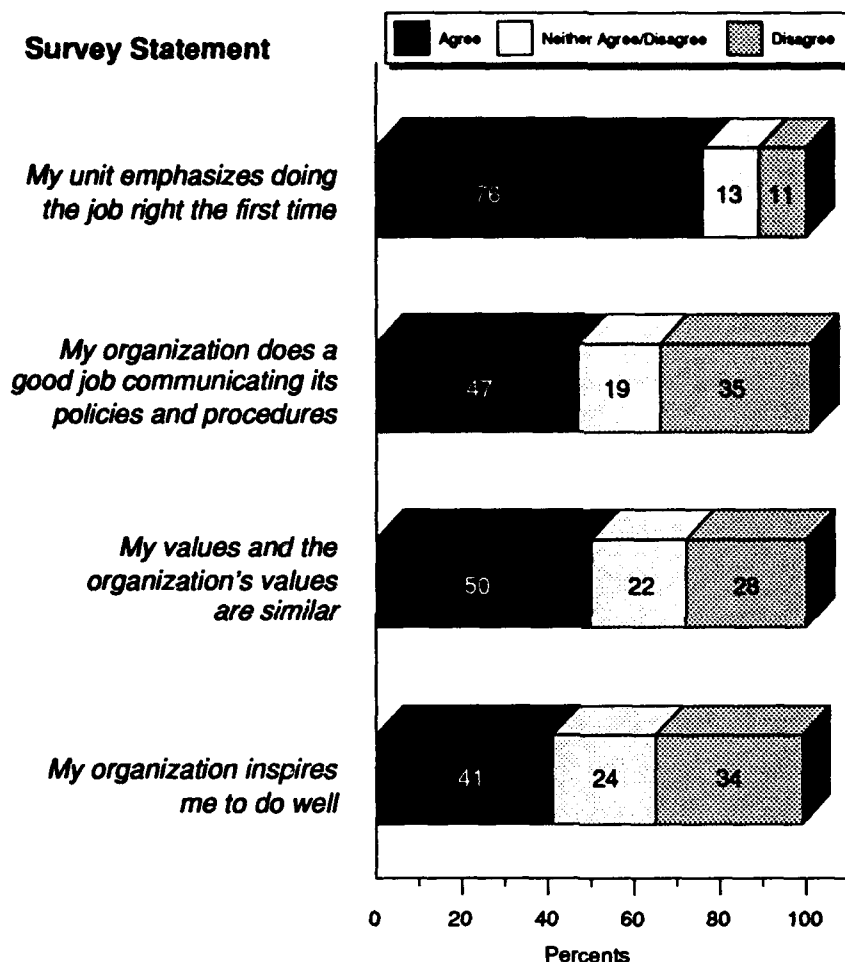 Survey Statement
Agree Neither Agree/Disagree Disagree
My unit emphasizes doing
the job right the first time
76 13 11
My organization does a
good job communicating its
policies and procedures
47 19 35
My values and the
organization's values
are similar
50 22 28
My organization inspires
me to do well
41 24 34
0 20 40 60 80 100
Percents